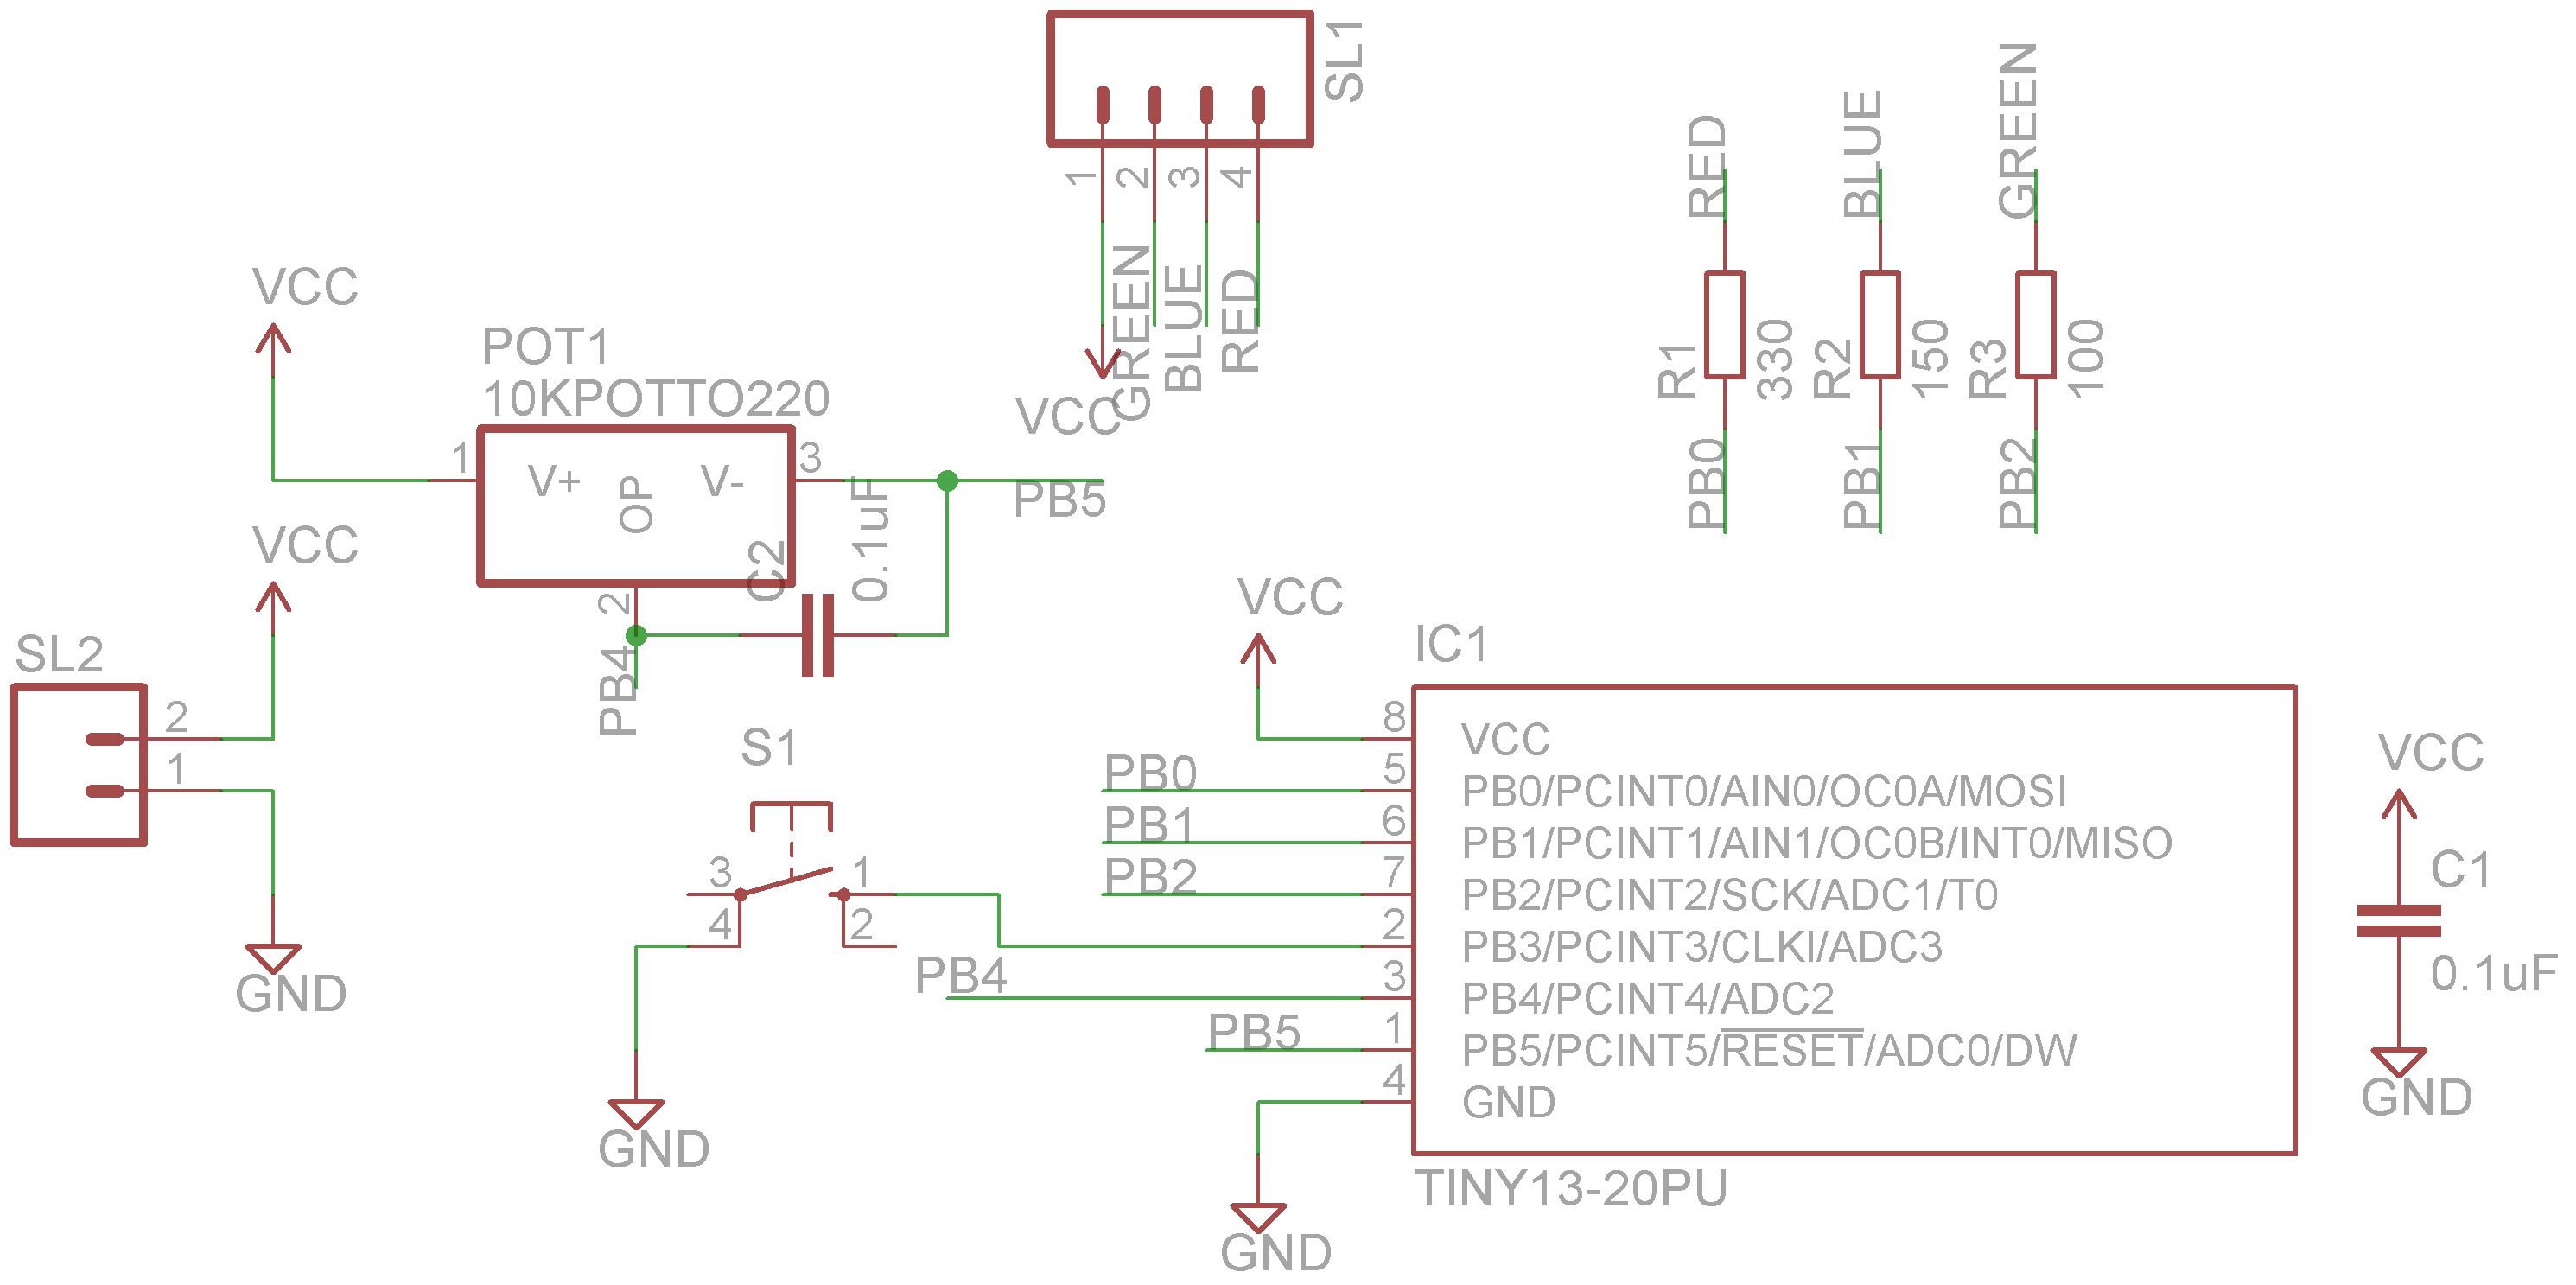 SL1
1
2
3
4
GREEN
BLUE
RED
VCC
RED
BLUE
GREEN
R1
330
R2
150
R3
100
PB0
PB1
PB2
VCC
POT1
10KPOTTO220
1
V+
OP
V-
3
2
PB5
PB4
C2
0.1uF
VCC
SL2
2
1
GND
S1
3
1
4
2
GND
VCC
IC1
8
VCC
PB0
5
PB0/PCINT0/AIN0/OC0A/MOSI
PB1
6
PB1/PCINT1/AIN1/OC0B/INT0/MISO
PB2
7
PB2/PCINT2/SCK/ADC1/T0
2
PB3/PCINT3/CLKI/ADC3
PB4
3
PB4/PCINT4/ADC2
PB5
1
PB5/PCINT5/RESET/ADC0/DW
4
GND
TINY13-20PU
GND
VCC
C1
0.1uF
GND